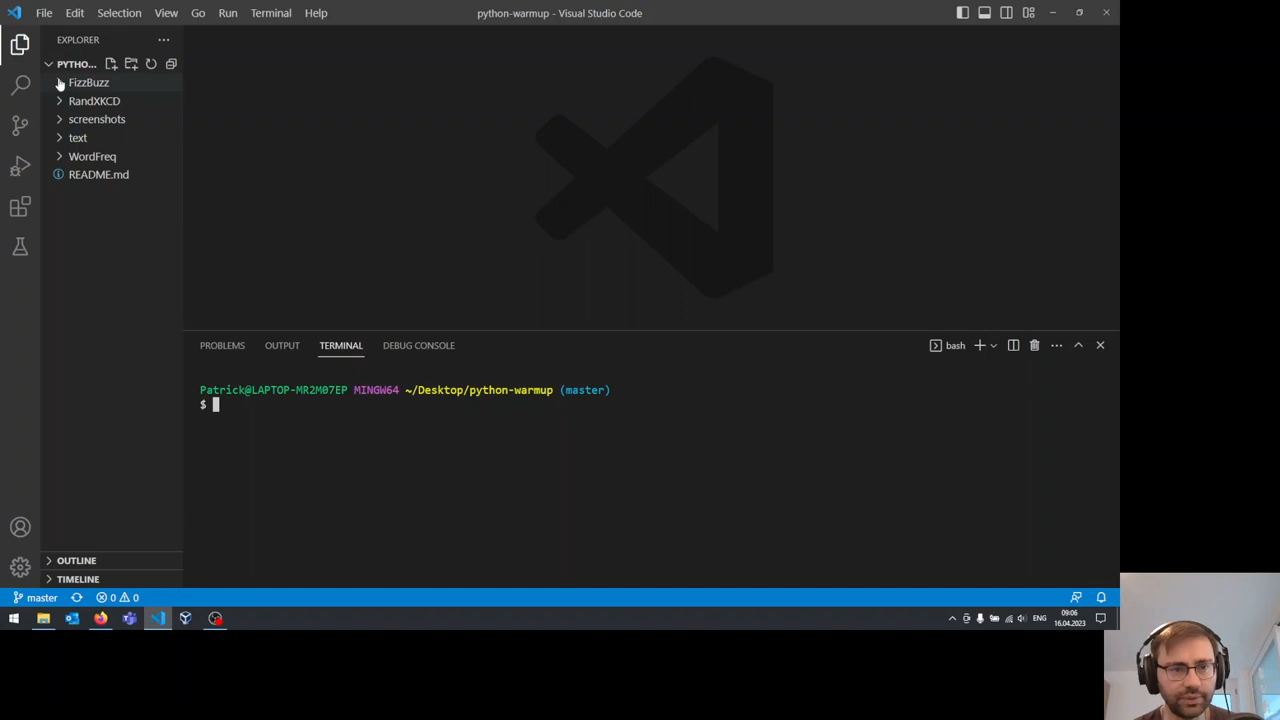 File Edit Selection View Go Run Terminal Help
python-warmup - Visual Studio Code
EXPLORER
PYTHO...
FizzBuzz
RandXKCD
screenshots
text
WordFreq
README.md
PROBLEMS OUTPUT TERMINAL DEBUG CONSOLE
bash
Patrick@LAPTOP-MR2M07EP MINGW64 ~/Desktop/python-warmup (master)
$
OUTLINE
TIMELINE
master 0 0
ENG
09:06
16.04.2023